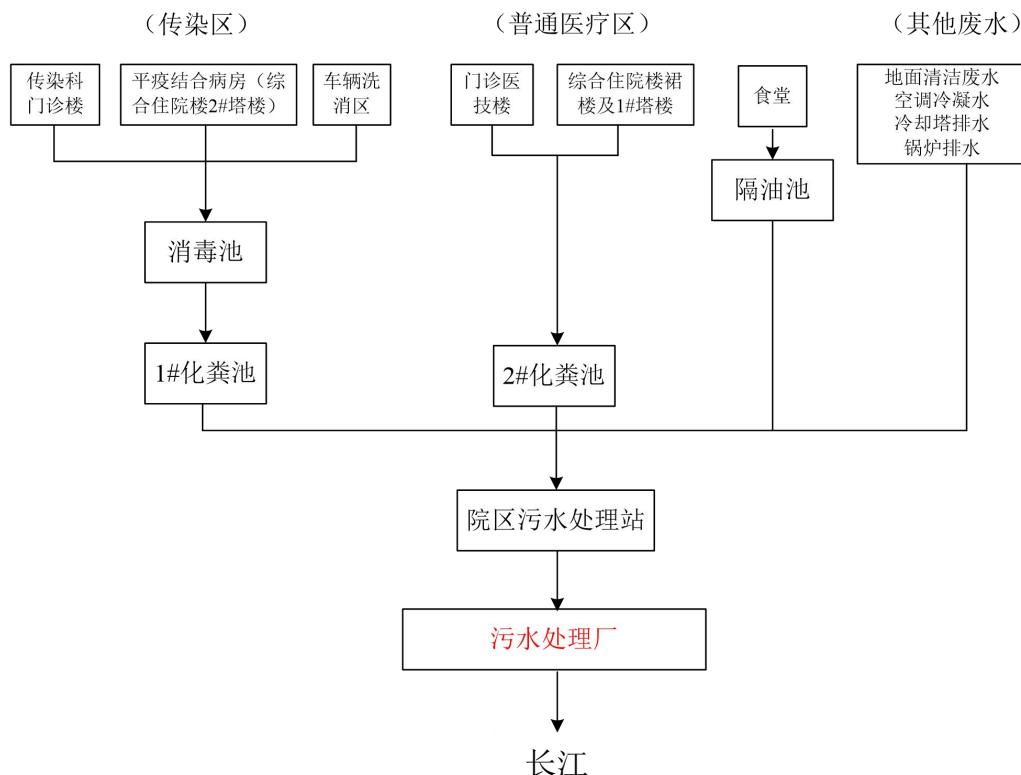 （传染区）
（普通医疗区）
（其他废水）
传染科
门诊楼
平疫结合病房（综
合住院楼2#塔楼）
车辆洗
消区
门诊医
技楼
综合住院楼裙
楼及1#塔楼
食堂
地面清洁废水
空调冷凝水
冷却塔排水
锅炉排水
隔油池
消毒池
1#化粪池
2#化粪池
院区污水处理站
污水处理厂
长江